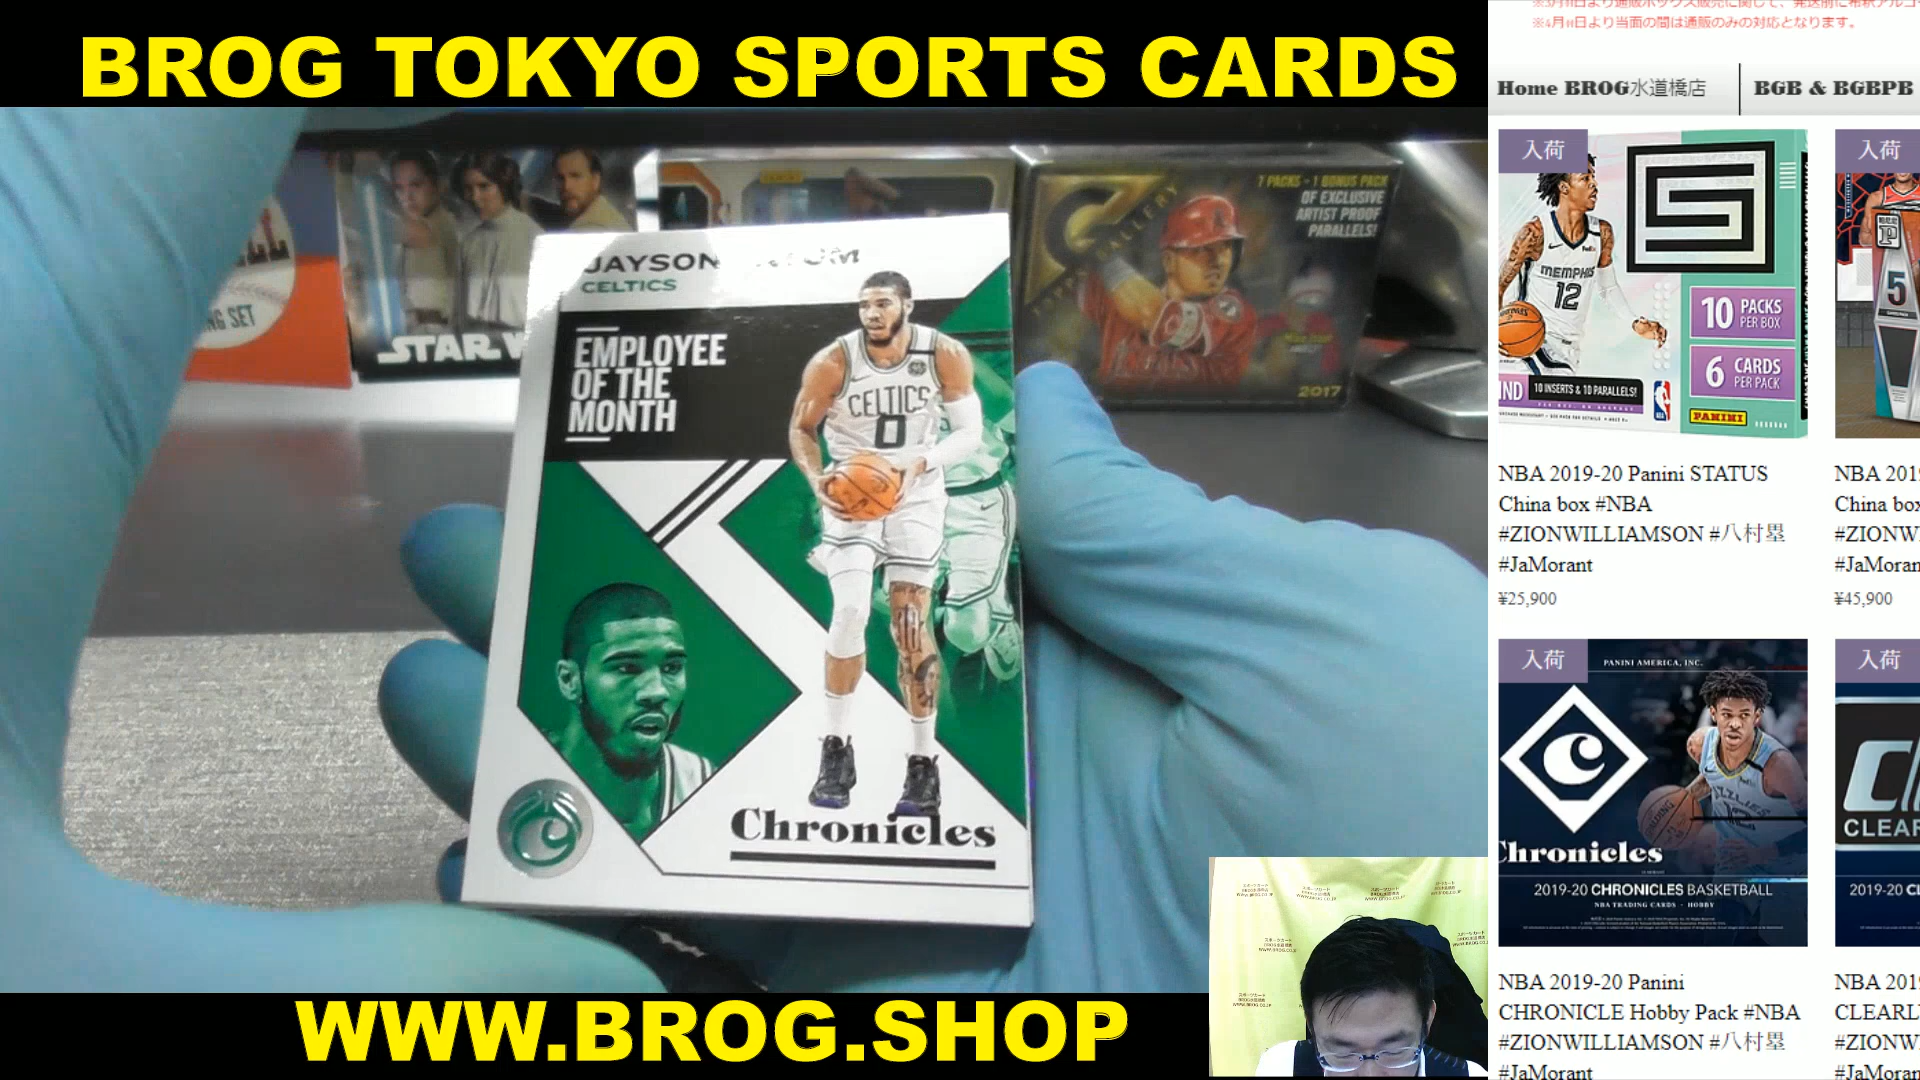 BROG TOKYO SPORTS CARDS
JAYSON
CELTICS
EMPLOYEE
OF THE
MONTH
CELTICS
0
Chronicles
STAR
NG SET
7 PACKS - 1 BONUS PACK
OF EXCLUSIVE
ARTIST PROOF
PARALLELS!
2017
WWW.BROG.SHOP
※4月11日より当面の間は通販のみの対応となります。
Home BROG水道橋店
BGB & BGBPB
入荷
MEMPHIS
12
10 PACKS
PER BOX
6 CARDS
PER PACK
10 INSERTS & 10 PARALLELS!
PANINI
NBA 2019-20 Panini STATUS
China box #NBA
#ZIONWILLIAMSON #八村塁
#JaMorant
¥25,900
入荷
5
NBA 2019
China box
#ZIONW
#JaMoran
¥45,900
入荷
PANINI AMERICA, INC.
Chronicles
2019-20 CHRONICLES BASKETBALL
NBA TRADING CARDS - HOBBY
NBA 2019-20 Panini
CHRONICLE Hobby Pack #NBA
#ZIONWILLIAMSON #八村塁
#JaMorant
入荷
CLEAR
2019-20 CL
NBA 2019
CLEARL
#ZIONW
#JaMoran